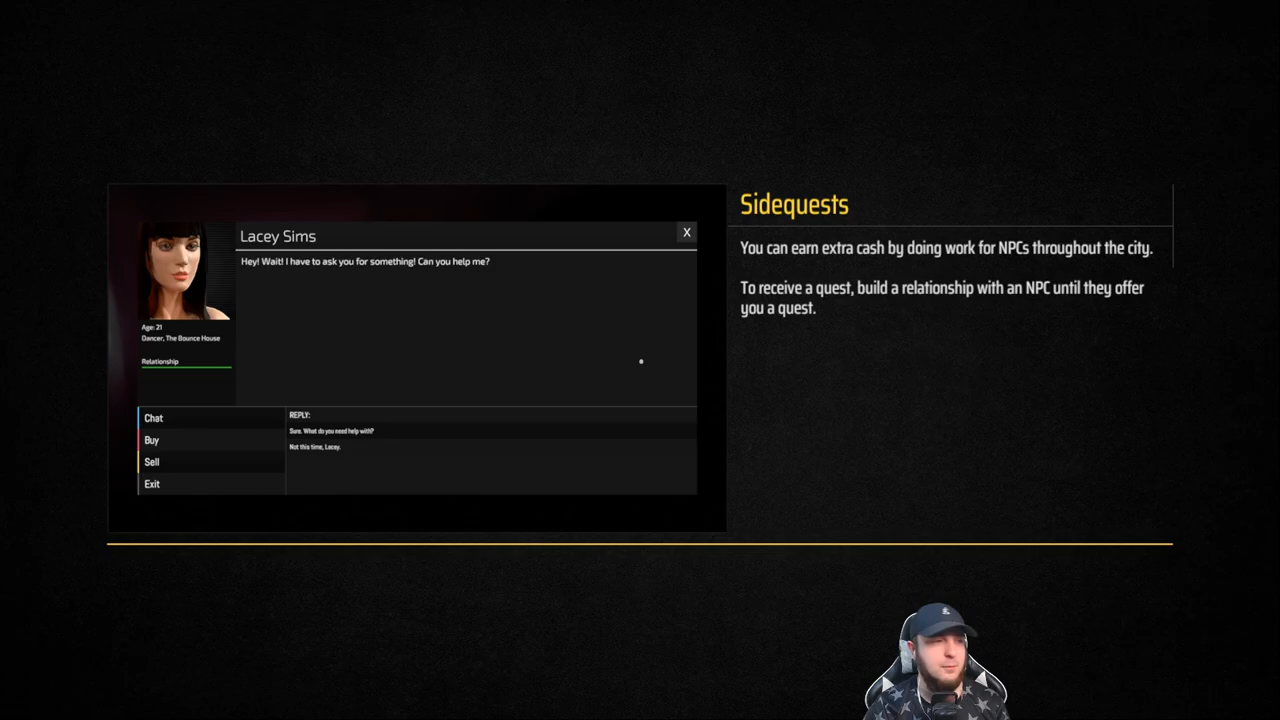 Sidequests
You can earn extra cash by doing work for NPCs throughout the city.
To receive a quest, build a relationship with an NPC until they offer
you a quest.
Lacey Sims
X
Hey! Wait! I have to ask you for something! Can you help me?
Age: 21
Dancer, The Bounce House
Relationship
Chat
Buy
Sell
Exit
REPLY:
Sure. What do you need help with?
Not this time, Lacey.